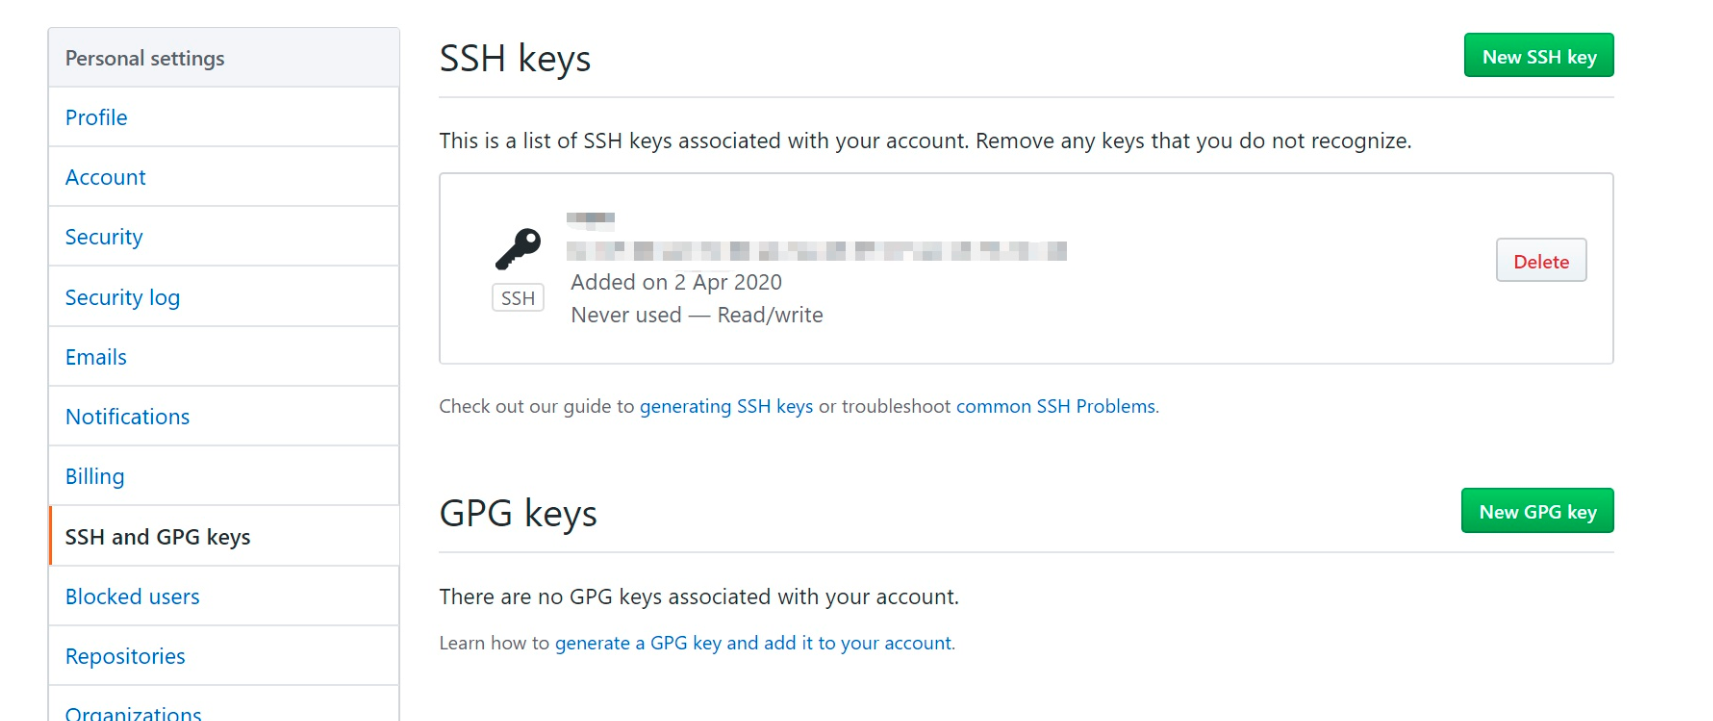 Personal settings
Profile
Account
Security
Security log
Emails
Notifications
Billing
SSH and GPG keys
Blocked users
Repositories
Organizations
SSH keys
New SSH key
This is a list of SSH keys associated with your account. Remove any keys that you do not recognize.
SSH
Added on 2 Apr 2020
Never used — Read/write
Delete
Check out our guide to generating SSH keys or troubleshoot common SSH Problems.
GPG keys
New GPG key
There are no GPG keys associated with your account.
Learn how to generate a GPG key and add it to your account.